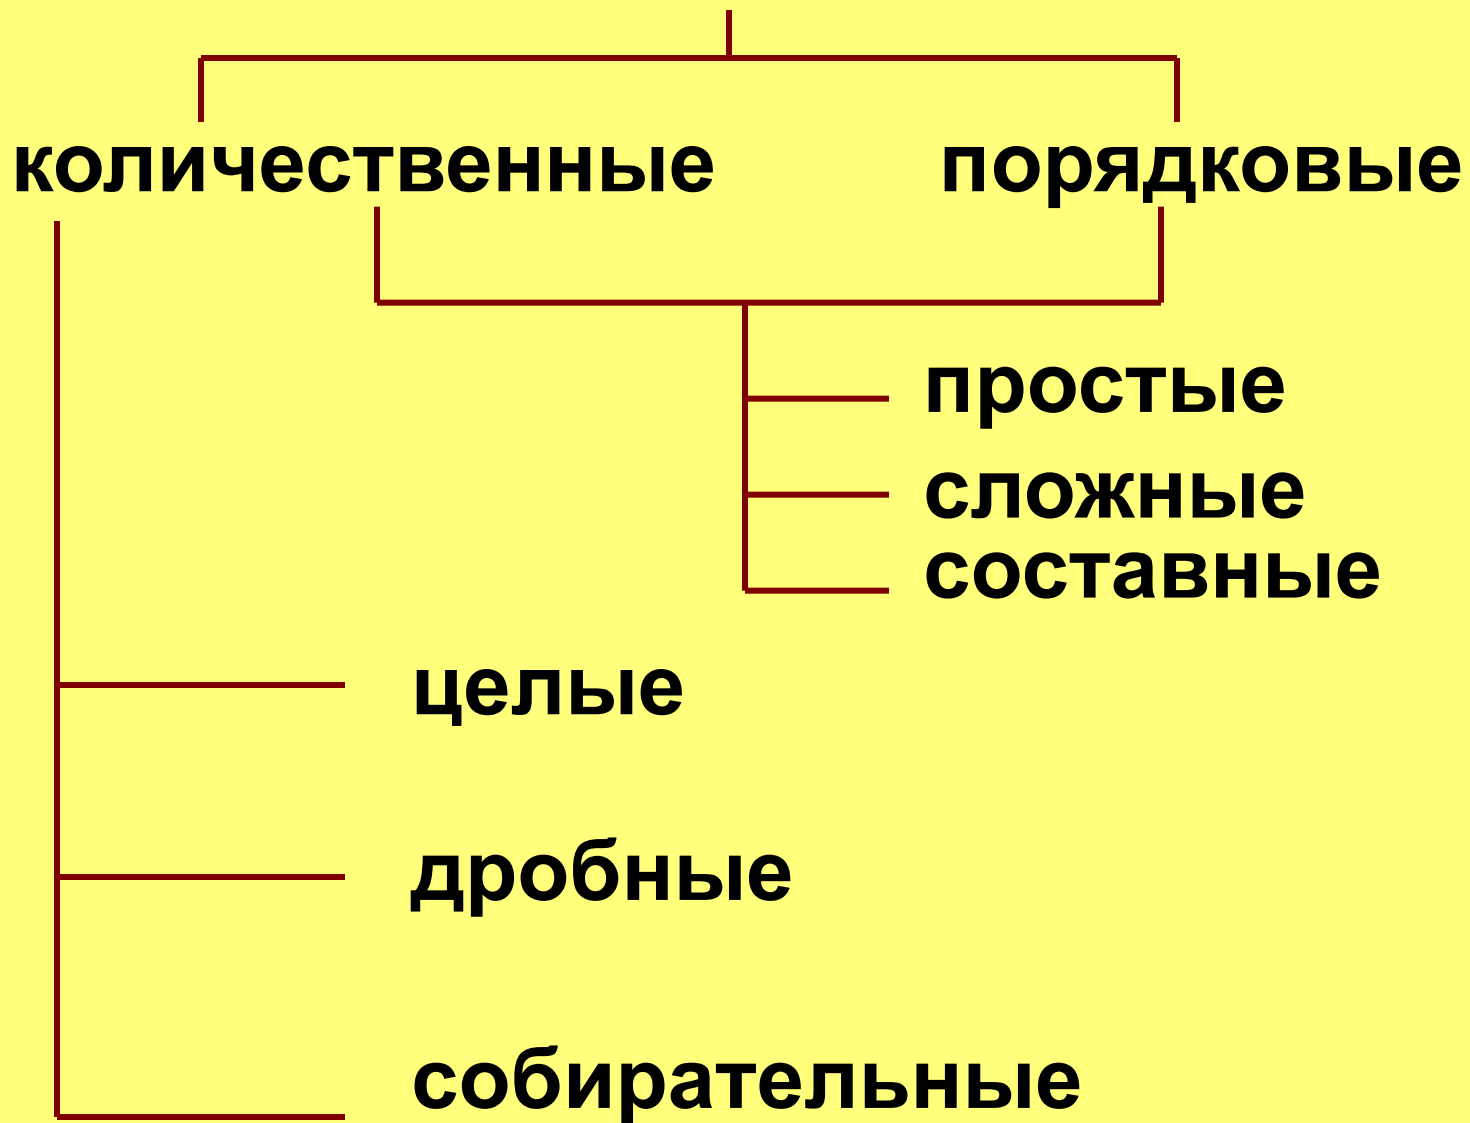 количественные порядковые
простые
сложные
составные
целые
дробные
собирательные